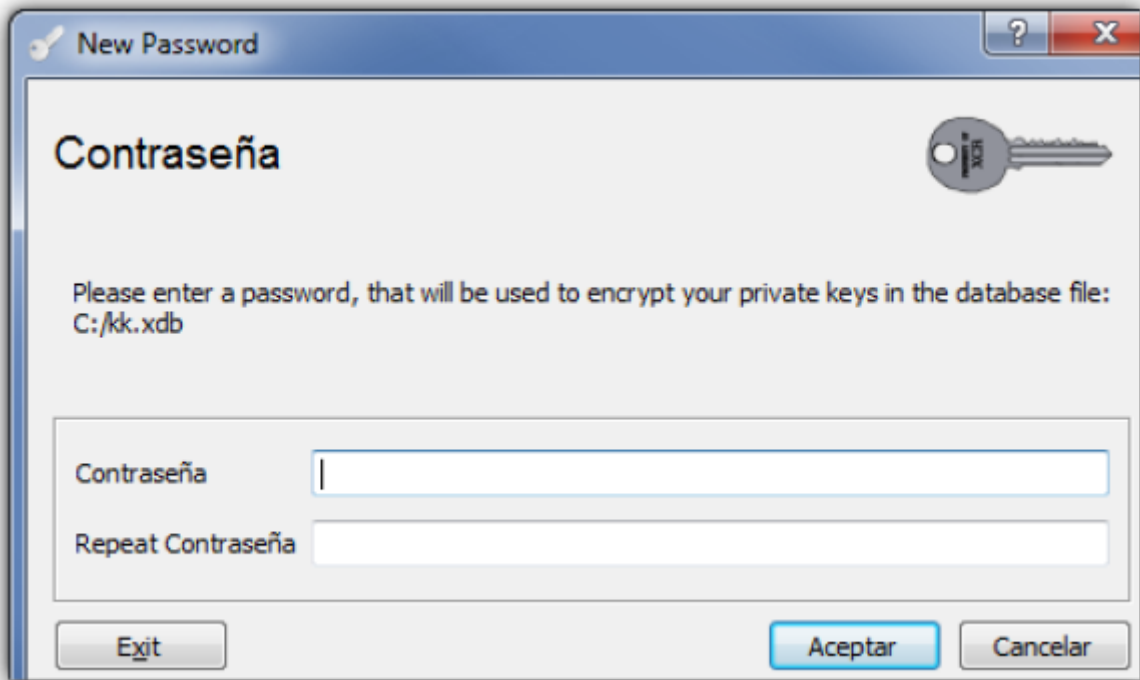 New Password
Contraseña
Please enter a password, that will be used to encrypt your private keys in the database file:
C:/kk.xdb
Contraseña
Repeat Contraseña
Exit
Aceptar
Cancelar